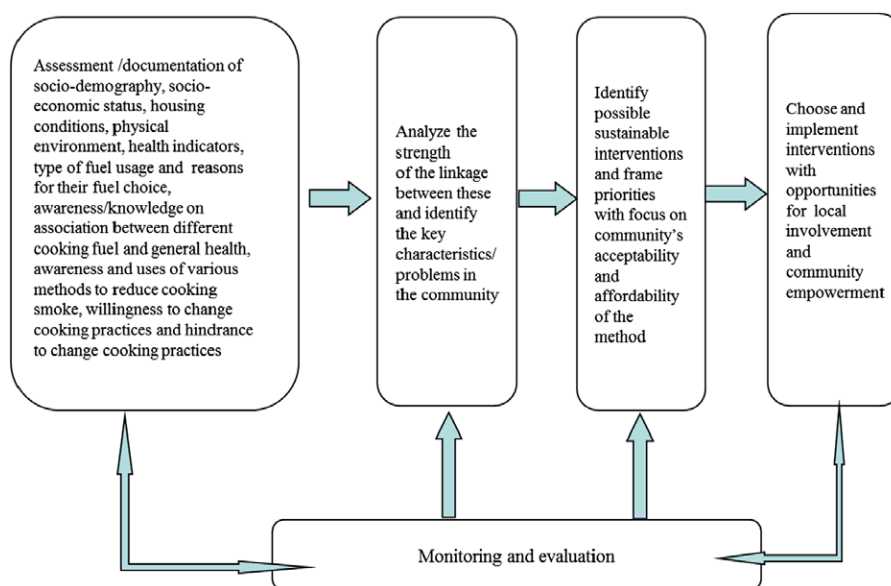 Assessment /documentation of
socio-demography, socio-
economic status, housing
conditions, physical
environment, health indicators,
type of fuel usage and reasons
for their fuel choice,
awareness/knowledge on
association between different
cooking fuel and general health,
awareness and uses of various
methods to reduce cooking
smoke, willingness to change
cooking practices and hindrance
to change cooking practices
Analyze the
strength
of the linkage
between these
and identify
the key
characteristics/
problems in
the community
Identify
possible
sustainable
interventions
and frame
priorities
with focus on
community's
acceptability
and
affordability
of the
method
Choose and
implement
interventions
with
opportunities
for local
involvement
and
community
empowerment
Monitoring and evaluation